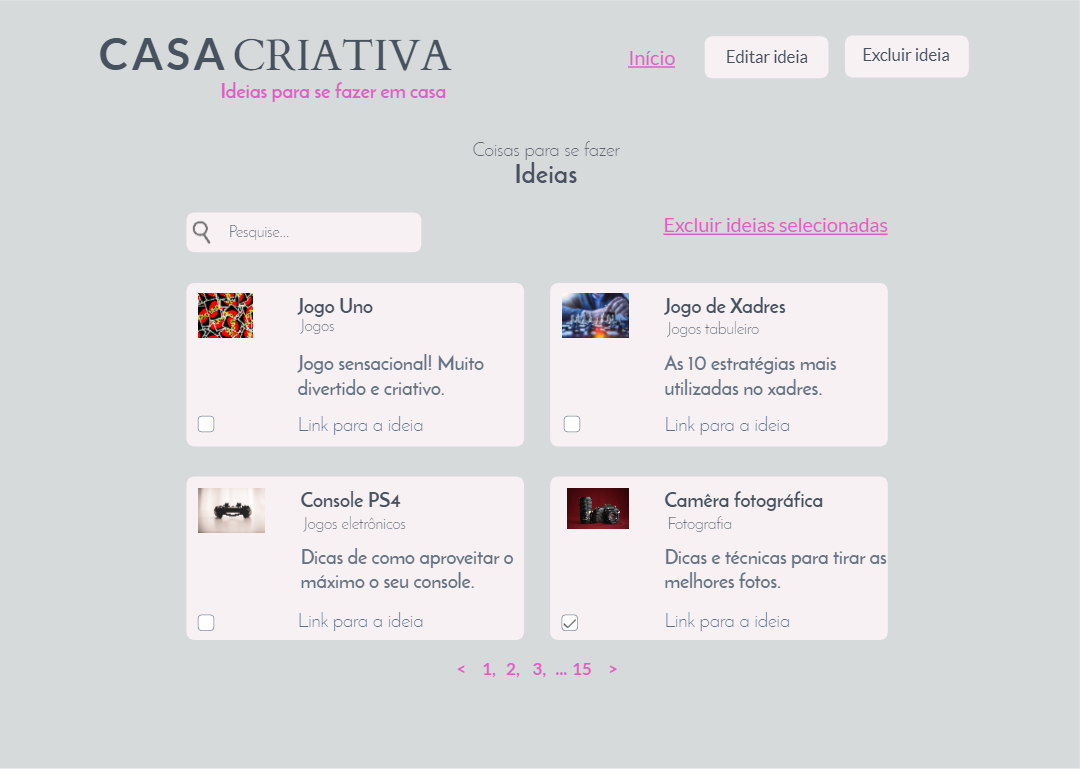 CASA CRIATIVA
Ideias para se fazer em casa
Início
Editar ideia
Excluir ideia
Coisas para se fazer
Ideias
Pesquise...
Excluir ideias selecionadas
Jogo Uno
Jogos
Jogo sensacional! Muito
divertido e criativo.
Link para a ideia
Jogo de Xadres
Jogos tabuleiro
As 10 estratégias mais
utilizadas no xadres.
Link para a ideia
Console PS4
Jogos eletrônicos
Dicas de como aproveitar o
máximo o seu console.
Link para a ideia
Camêra fotográfica
Fotografia
Dicas e técnicas para tirar as
melhores fotos.
Link para a ideia
< 1, 2, 3, ... 15 >